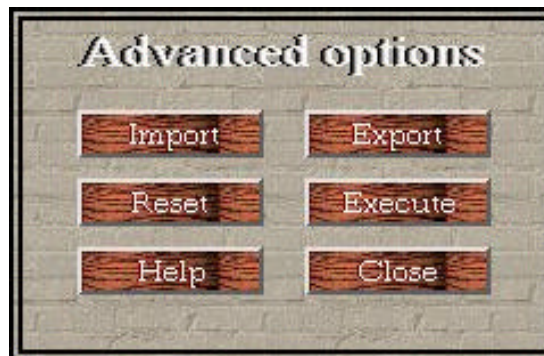 Advanced options
Import Export
Reset Execute
Help Close